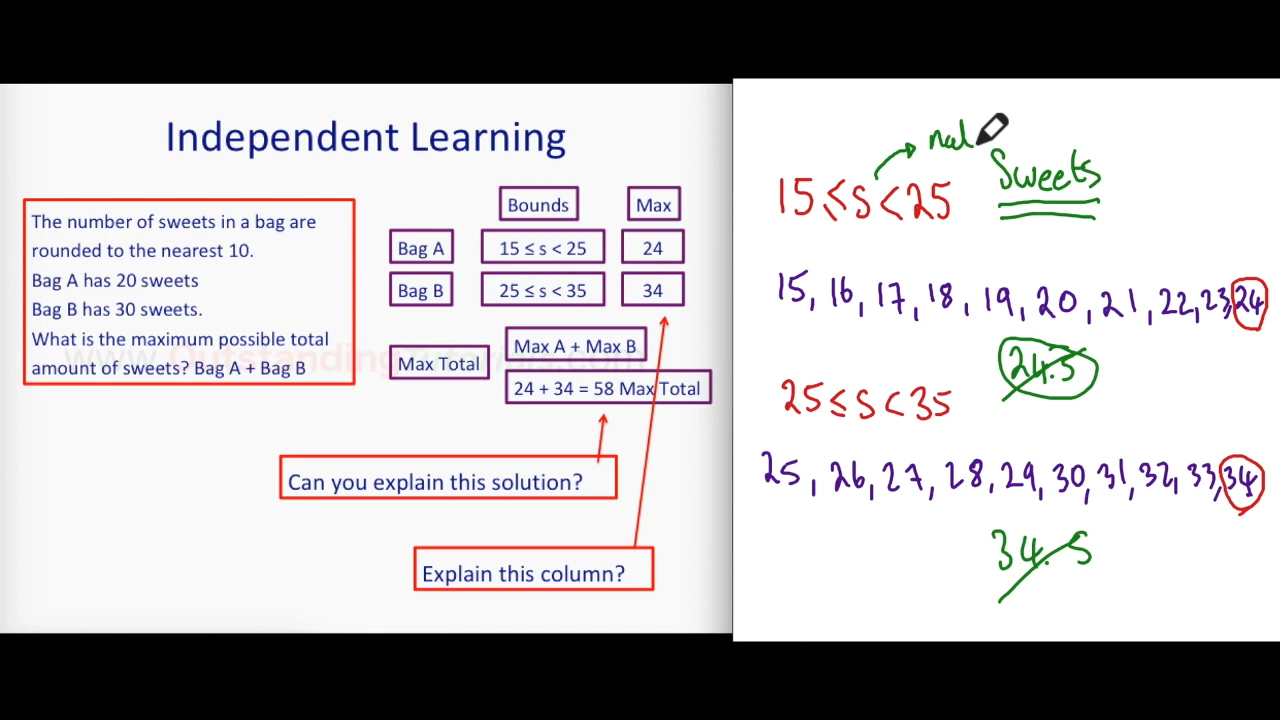 Independent Learning
The number of sweets in a bag are
rounded to the nearest 10.
Bag A has 20 sweets
Bag B has 30 sweets.
What is the maximum possible total
amount of sweets? Bag A + Bag B
Bounds Max
Bag A 15 ≤ s < 25 24
Bag B 25 ≤ s < 35 34
Max Total
Max A + Max B
24 + 34 = 58 Max Total
Can you explain this solution?
Explain this column?
www.OutstandingTutorials.com
nat
Sweets
15 ≤ s < 25
15, 16, 17, 18, 19, 20, 21, 22, 23, 24
24.5
25 ≤ s < 35
25, 26, 27, 28, 29, 30, 31, 32, 33, 34
34.5